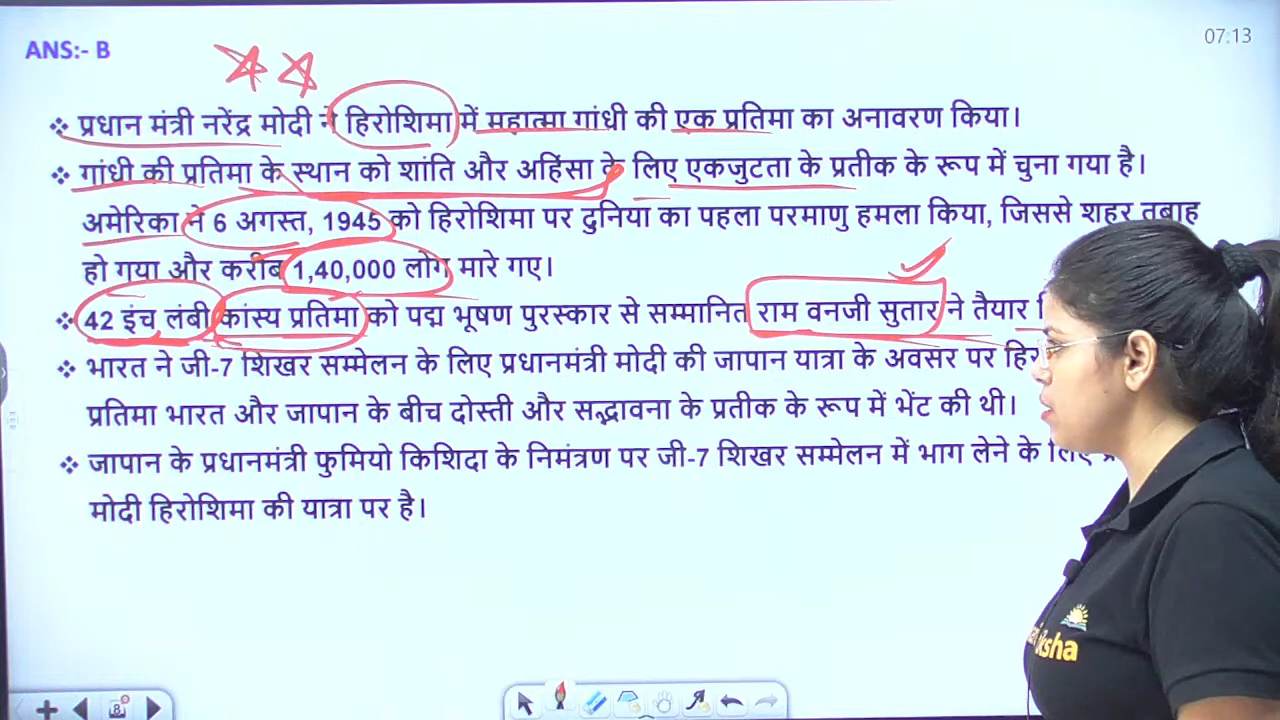 ANS:- B
07:13
❖ प्रधान मंत्री नरेंद्र मोदी ने हिरोशिमा में महात्मा गांधी की एक प्रतिमा का अनावरण किया।
❖ गांधी की प्रतिमा के स्थान को शांति और अहिंसा के लिए एकजुटता के प्रतीक के रूप में चुना गया है।
अमेरिका ने 6 अगस्त, 1945 को हिरोशिमा पर दुनिया का पहला परमाणु हमला किया, जिससे शहर तबाह
हो गया और करीब 1,40,000 लोग मारे गए।
❖ 42 इंच लंबी कांस्य प्रतिमा को पद्म भूषण पुरस्कार से सम्मानित राम वनजी सुतार ने तैयार
❖ भारत ने जी-7 शिखर सम्मेलन के लिए प्रधानमंत्री मोदी की जापान यात्रा के अवसर पर
प्रतिमा भारत और जापान के बीच दोस्ती और सद्भावना के प्रतीक के रूप में भेंट की थी।
❖ जापान के प्रधानमंत्री फुमियो किशिदा के निमंत्रण पर जी-7 शिखर सम्मेलन में भाग लेने के लिए
मोदी हिरोशिमा की यात्रा पर है।
8